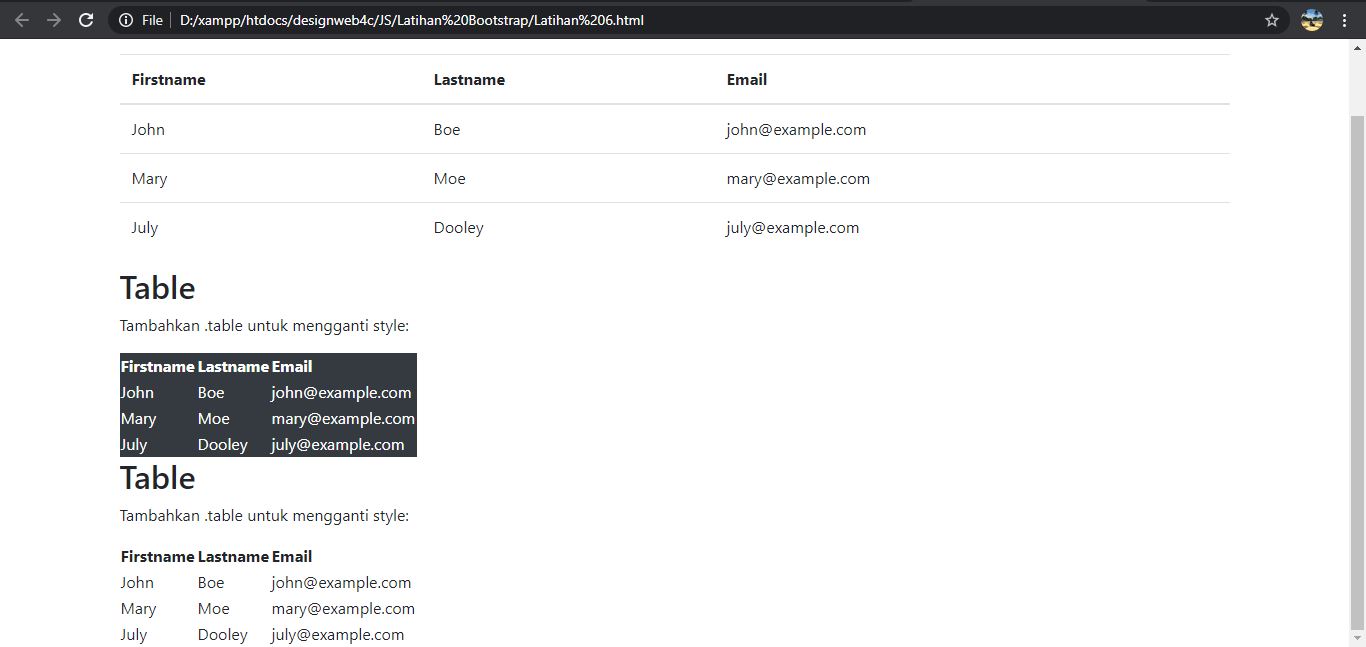 File D:/xampp/htdocs/designweb4c/JS/Latihan%20Bootstrap/Latihan%206.html
Firstname Lastname Email
John Boe john@example.com
Mary Moe mary@example.com
July Dooley july@example.com
Table
Tambahkan .table untuk mengganti style:
Firstname Lastname Email
John Boe john@example.com
Mary Moe mary@example.com
July Dooley july@example.com
Table
Tambahkan .table untuk mengganti style:
Firstname Lastname Email
John Boe john@example.com
Mary Moe mary@example.com
July Dooley july@example.com